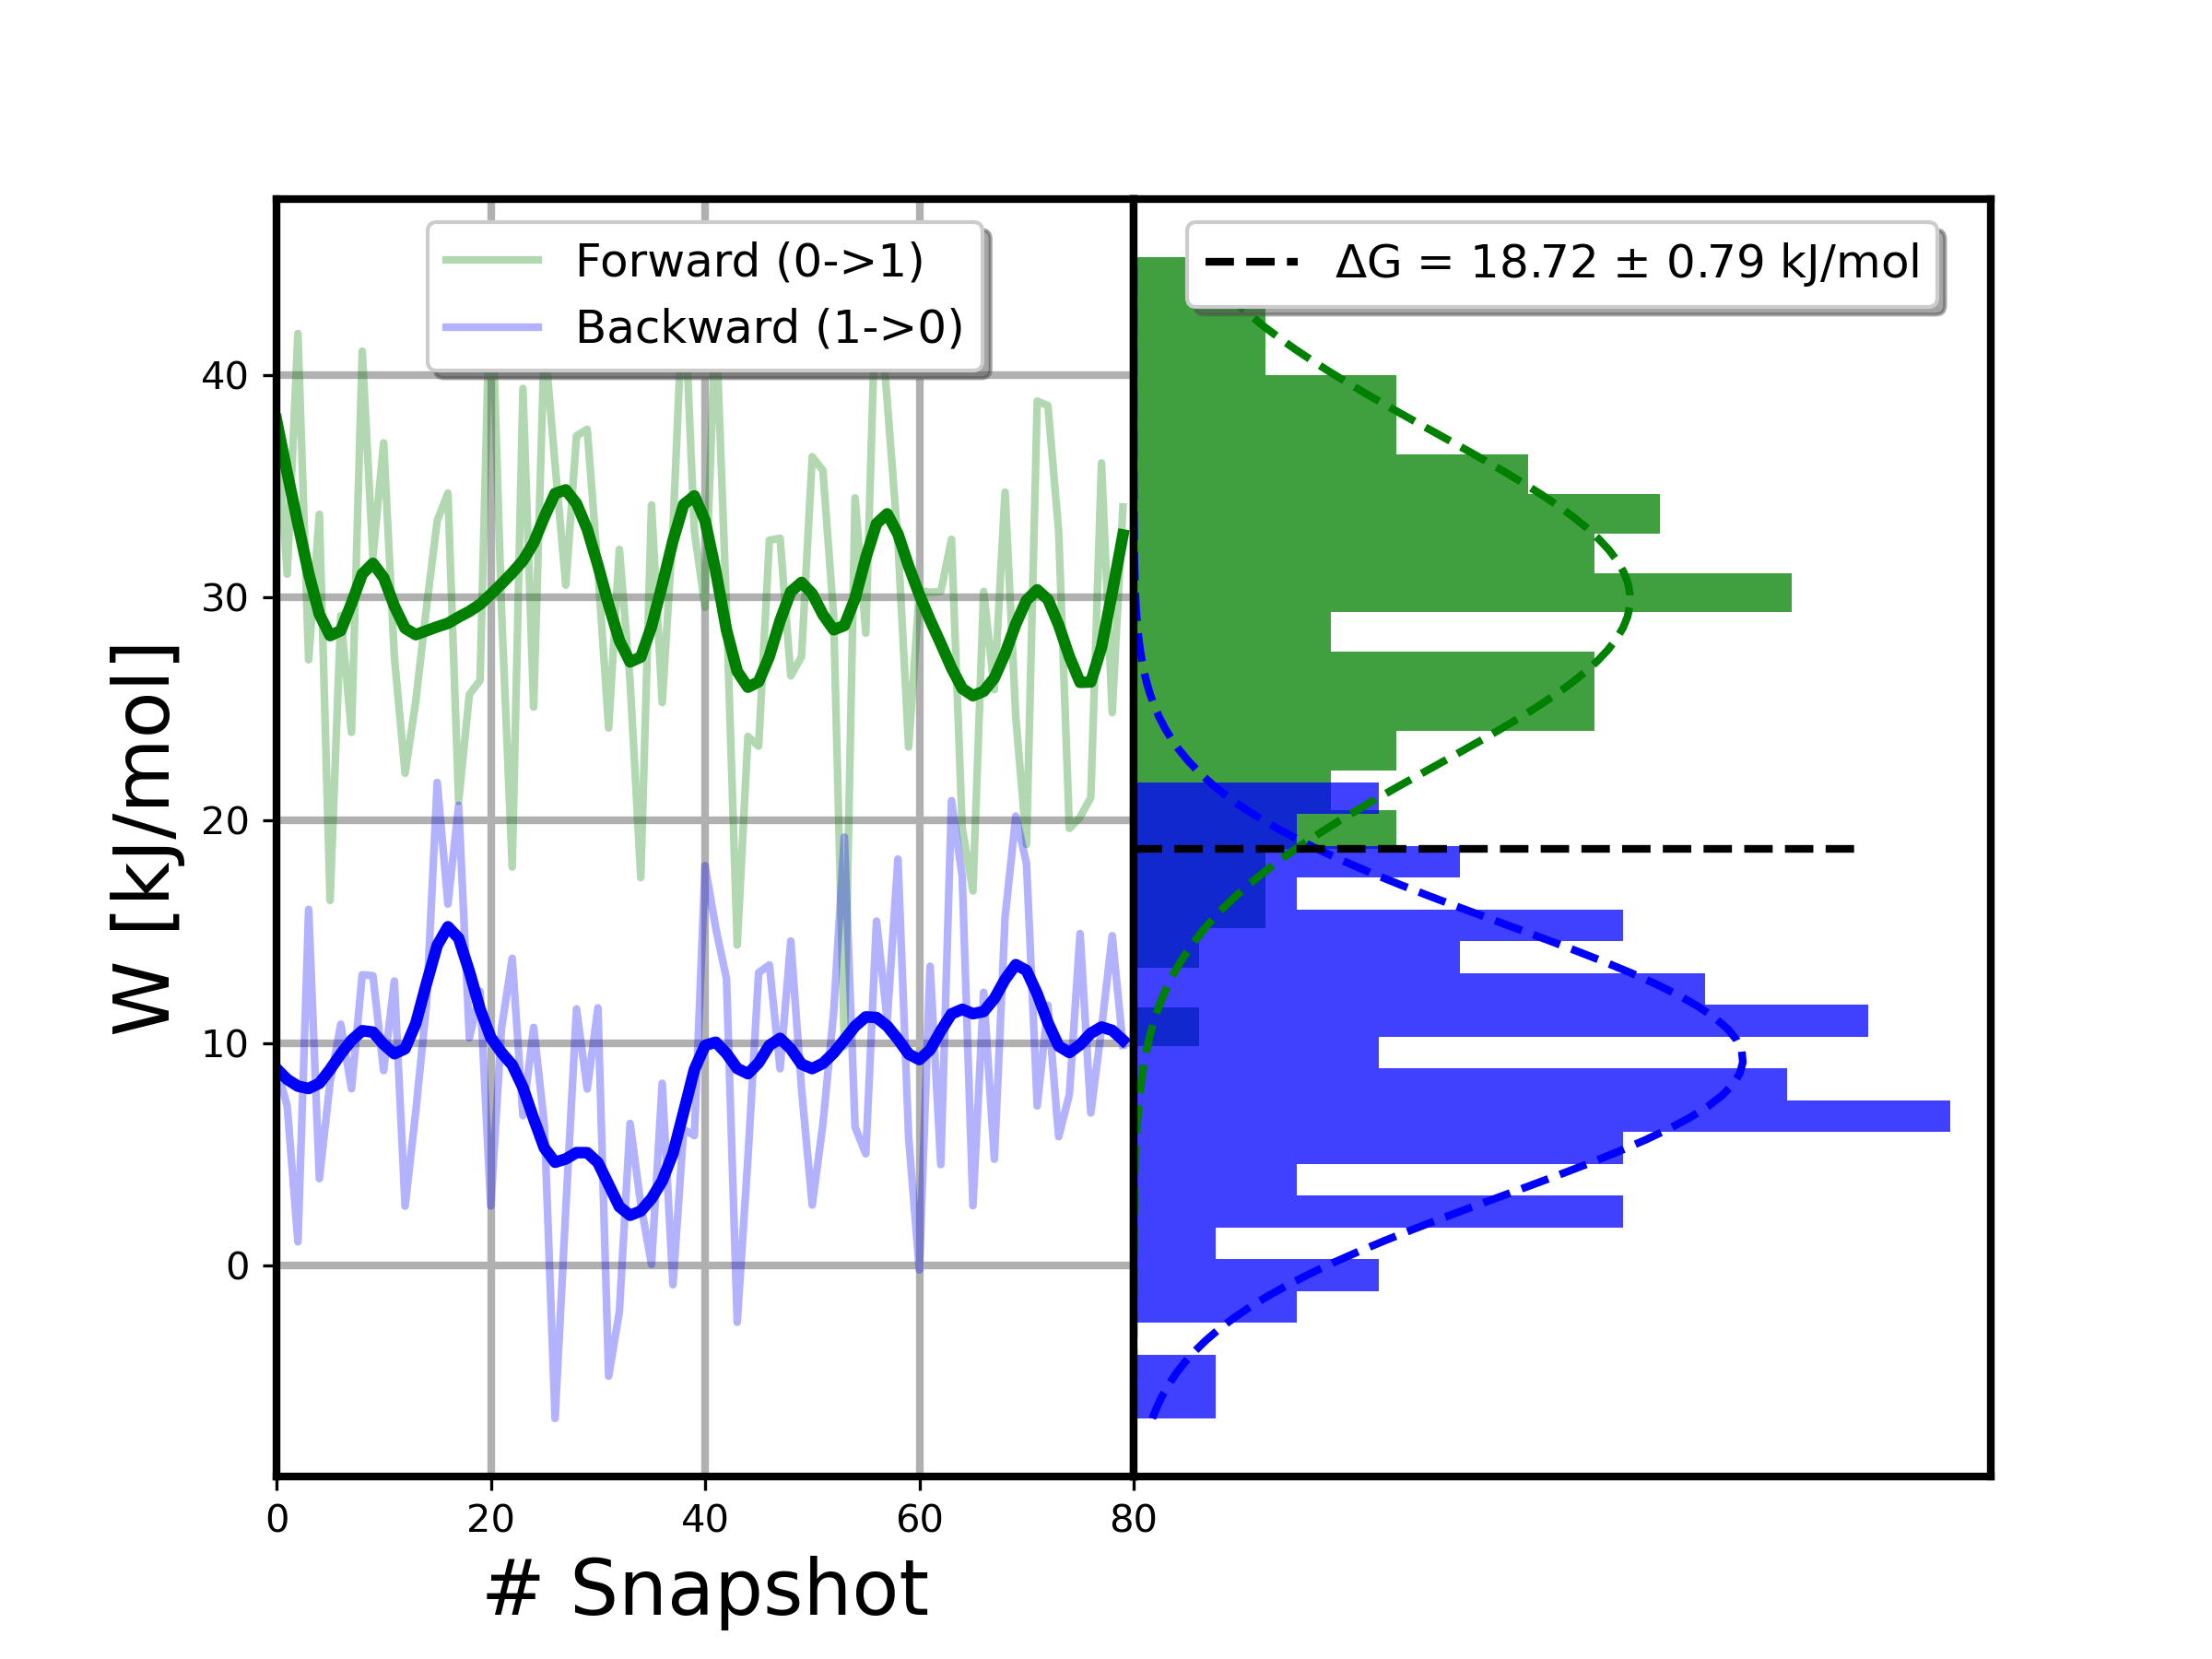 Forward (0->1)
Backward (1->0)
ΔG = 18.72 ± 0.79 kJ/mol
W [kJ/mol]
40
30
20
10
0
0 20 40 60 80
# Snapshot